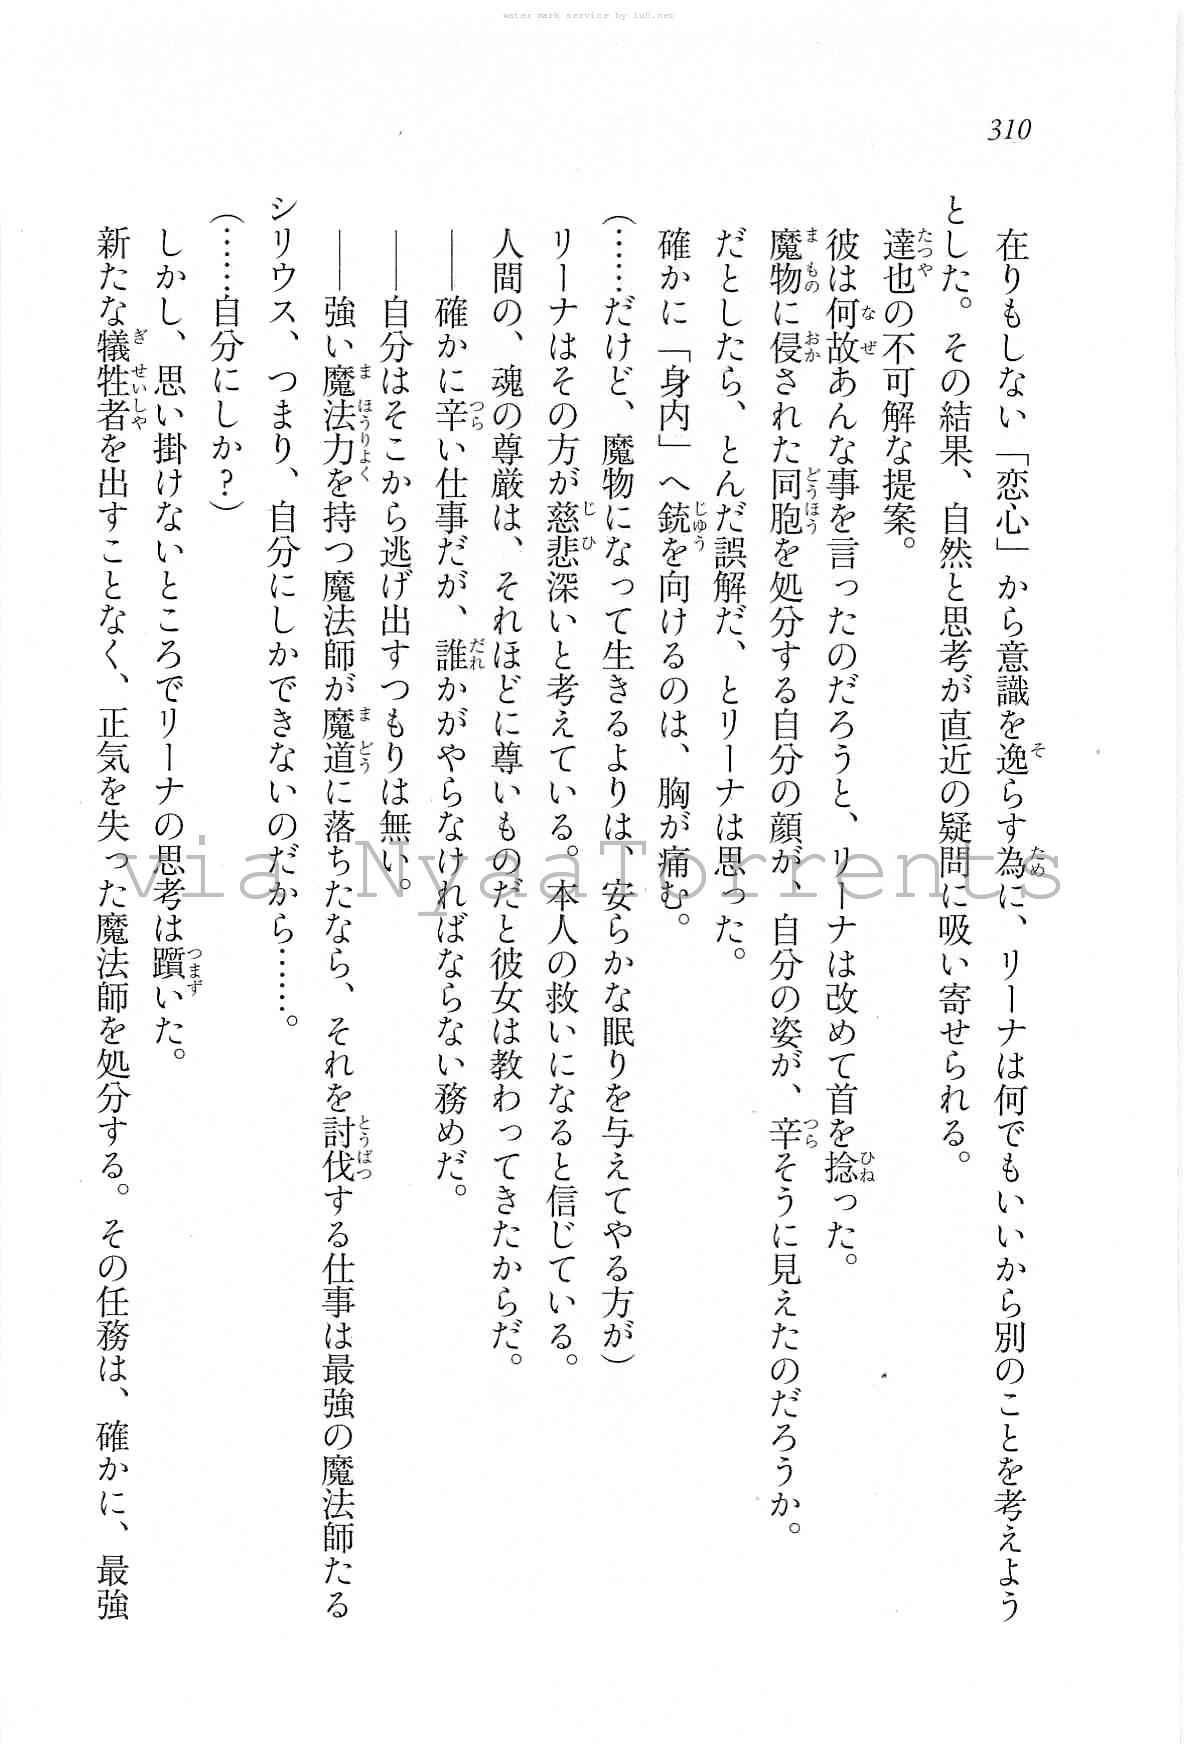 water mark service by lu0.net
310
在りもしない「恋心」から意識を逸らす為に、リーナは何でもいいから別のことを考えよう
とした。その結果、自然と思考が直近の疑問に吸い寄せられる。
達也の不可解な提案。
彼は何故あんな事を言ったのだろうと、リーナは改めて首を捻った。
魔物に侵された同胞を処分する自分の顔が、自分の姿が、辛そうに見えたのだろうか。
だとしたら、とんだ誤解だ、とリーナは思った。
確かに「身内」へ銃を向けるのは、胸が痛む。
(……だけど、魔物になって生きるよりは、安らかな眠りを与えてやる方が)
リーナはその方が慈悲深いと考えている。本人の救いになると信じている。
人間の、魂の尊厳は、それほどに尊いものだと彼女は教わってきたからだ。
――確かに辛い仕事だが、誰かがやらなければならない務めだ。
――自分はそこから逃げ出すつもりは無い。
――強い魔法力を持つ魔法師が魔道に落ちたなら、それを討伐する仕事は最強の魔法師たる
シリウス、つまり、自分にしかできないのだから……。
(……自分にしか?)
しかし、思い掛けないところでリーナの思考は躓いた。
新たな犠牲者を出すことなく、正気を失った魔法師を処分する。その任務は、確かに、最強
via NyaaTorrents